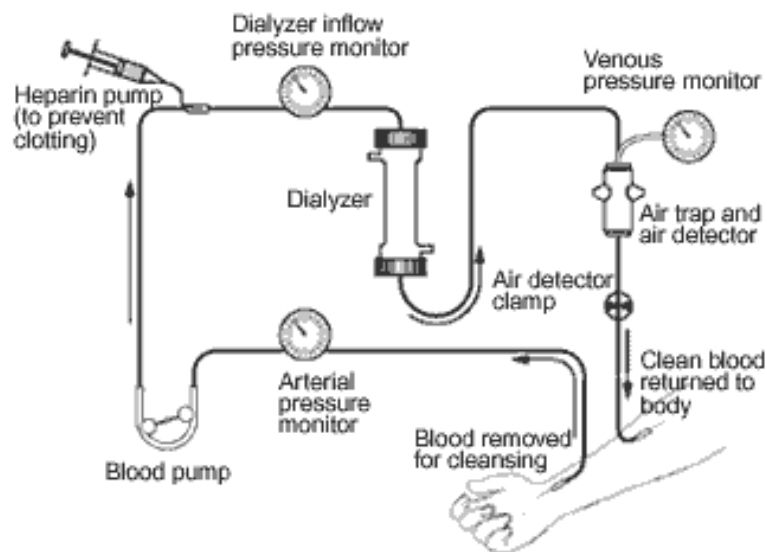 Dialyzer inflow
pressure monitor
Venous
pressure monitor
Heparin pump
(to prevent
clotting)
Dialyzer
Air trap and
air detector
Air detector
clamp
Arterial
pressure
monitor
Clean blood
returned to
body
Blood removed
for cleansing
Blood pump